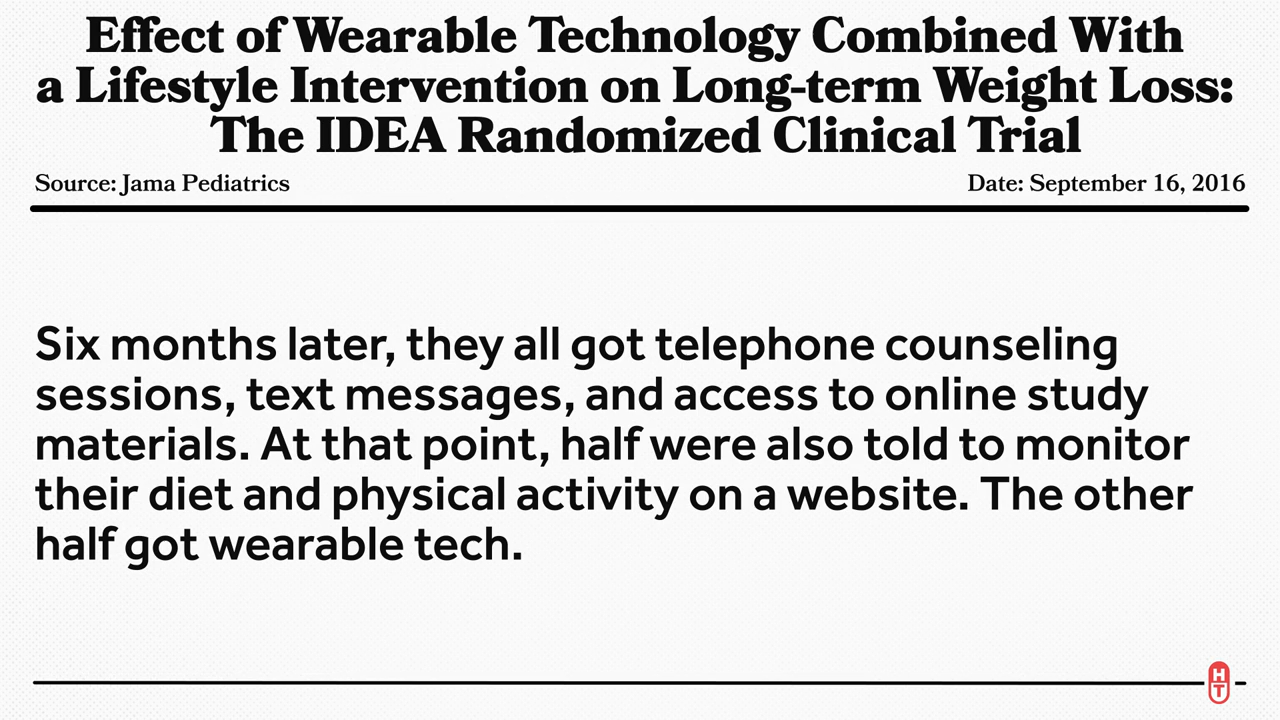 Effect of Wearable Technology Combined With
a Lifestyle Intervention on Long-term Weight Loss:
The IDEA Randomized Clinical Trial
Source: Jama Pediatrics
Date: September 16, 2016
Six months later, they all got telephone counseling
sessions, text messages, and access to online study
materials. At that point, half were also told to monitor
their diet and physical activity on a website. The other
half got wearable tech.
H
T